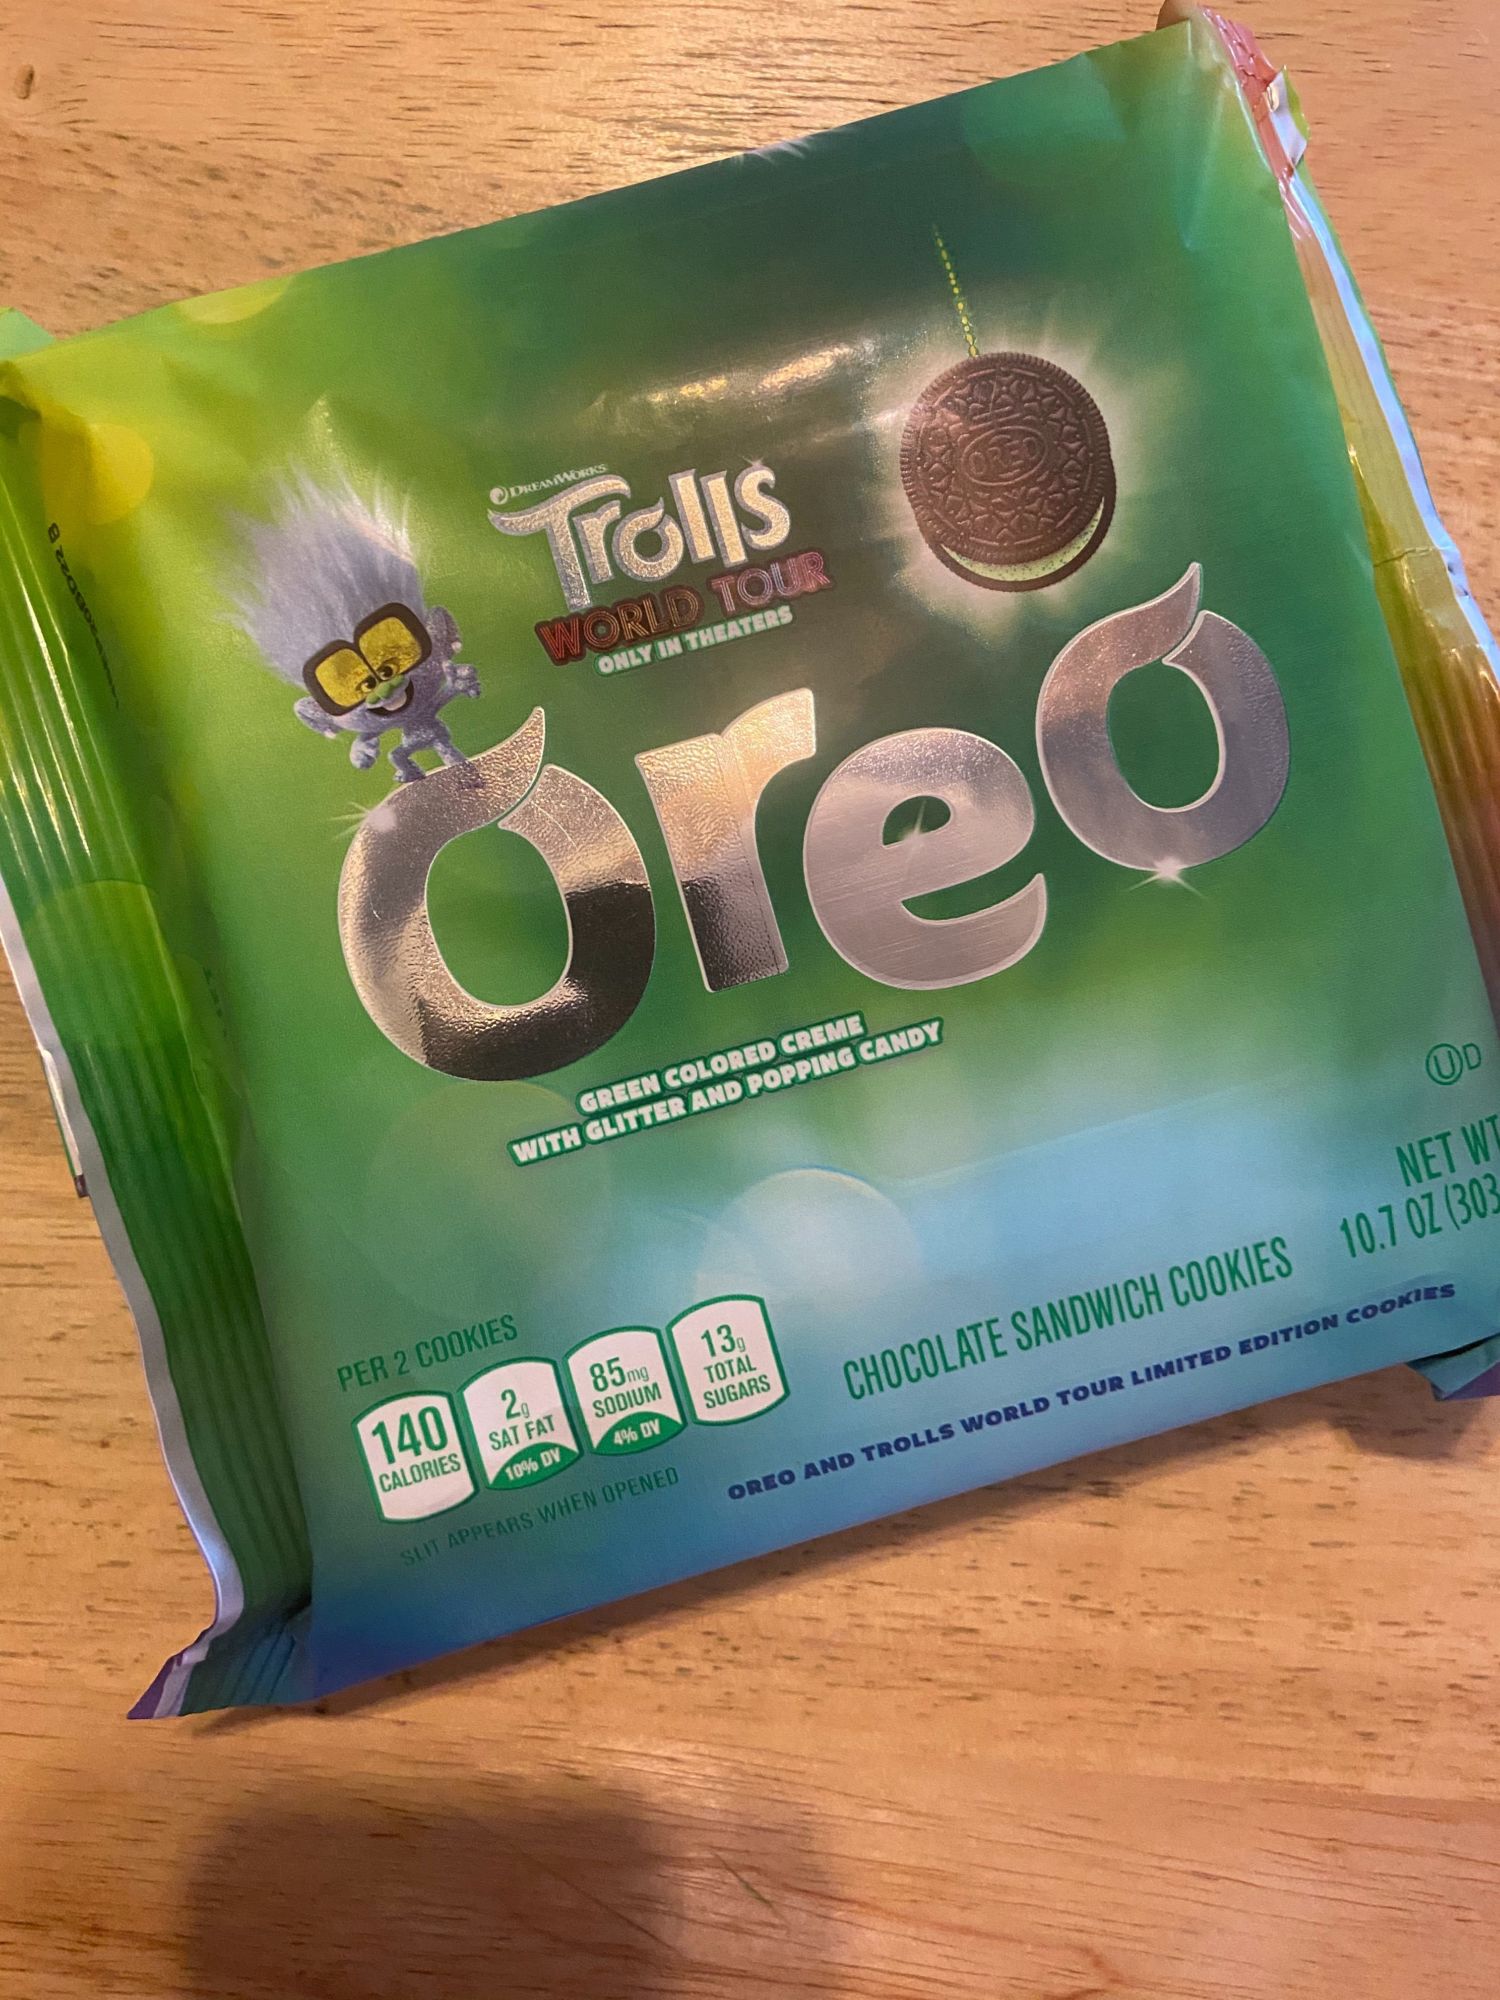 DREAMWORKS
Trolls
WORLD TOUR
ONLY IN THEATERS
OREO
Oreo
GREEN COLORED CREME
WITH GLITTER AND POPPING CANDY
U D
NET WT
10.7 OZ (303
CHOCOLATE SANDWICH COOKIES
OREO AND TROLLS WORLD TOUR LIMITED EDITION COOKIES
PER 2 COOKIES
140
CALORIES
2g
SAT FAT
10% DV
85mg
SODIUM
4% DV
13g
TOTAL
SUGARS
SLIT APPEARS WHEN OPENED